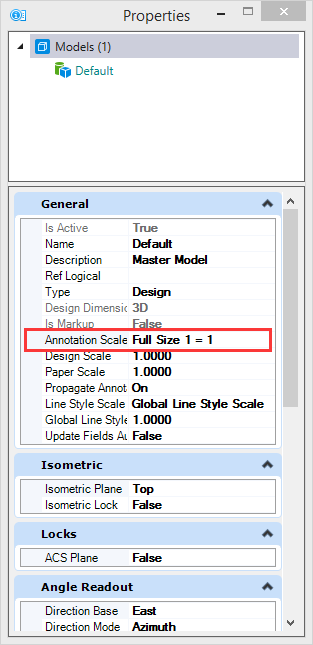 Properties
Models (1)
Default
General
Is Active True
Name Default
Description Master Model
Ref Logical
Type Design
Design Dimensio 3D
Is Markup False
Annotation Scale Full Size 1 = 1
Design Scale 1.0000
Paper Scale 1.0000
Propagate Annot On
Line Style Scale Global Line Style Scale
Global Line Style 1.0000
Update Fields Au False
Isometric
Isometric Plane Top
Isometric Lock False
Locks
ACS Plane False
Angle Readout
Direction Base East
Direction Mode Azimuth